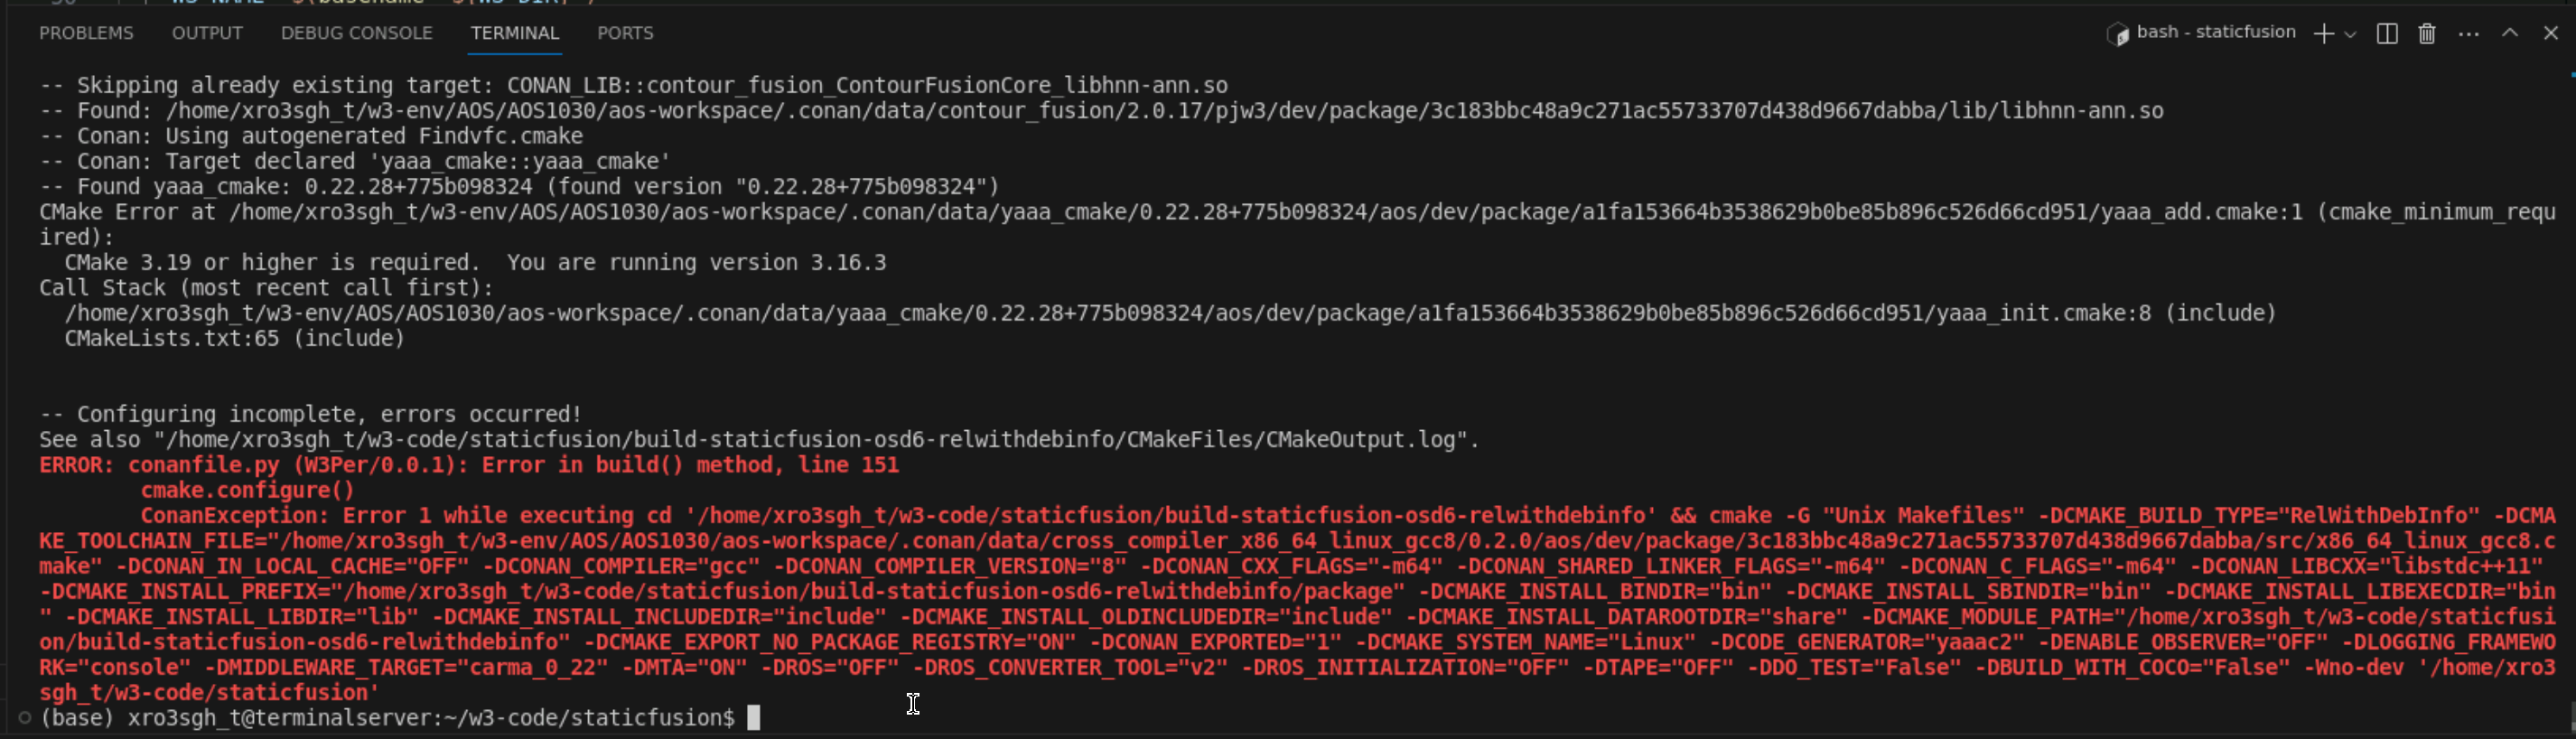 PROBLEMS OUTPUT DEBUG CONSOLE TERMINAL PORTS bash - staticfusion
-- Skipping already existing target: CONAN_LIB::contour_fusion_ContourFusionCore_libhnn-ann.so
-- Found: /home/xro3sgh_t/w3-env/AOS/AOS1030/aos-workspace/.conan/data/contour_fusion/2.0.17/pjw3/dev/package/3c183bbc48a9c271ac55733707d438d9667dabba/lib/libhnn-ann.so
-- Conan: Using autogenerated Findvfc.cmake
-- Conan: Target declared 'yaaa_cmake::yaaa_cmake'
-- Found yaaa_cmake: 0.22.28+775b098324 (found version "0.22.28+775b098324")
CMake Error at /home/xro3sgh_t/w3-env/AOS/AOS1030/aos-workspace/.conan/data/yaaa_cmake/0.22.28+775b098324/aos/dev/package/a1fa153664b3538629b0be85b896c526d66cd951/yaaa_add.cmake:1 (cmake_minimum_requ
ired):
CMake 3.19 or higher is required.  You are running version 3.16.3
Call Stack (most recent call first):
/home/xro3sgh_t/w3-env/AOS/AOS1030/aos-workspace/.conan/data/yaaa_cmake/0.22.28+775b098324/aos/dev/package/a1fa153664b3538629b0be85b896c526d66cd951/yaaa_init.cmake:8 (include)
CMakeLists.txt:65 (include)
-- Configuring incomplete, errors occurred!
See also "/home/xro3sgh_t/w3-code/staticfusion/build-staticfusion-osd6-relwithdebinfo/CMakeFiles/CMakeOutput.log".
ERROR: conanfile.py (W3Per/0.0.1): Error in build() method, line 151
cmake.configure()
ConanException: Error 1 while executing cd '/home/xro3sgh_t/w3-code/staticfusion/build-staticfusion-osd6-relwithdebinfo' && cmake -G "Unix Makefiles" -DCMAKE_BUILD_TYPE="RelWithDebInfo" -DCMA
KE_TOOLCHAIN_FILE="/home/xro3sgh_t/w3-env/AOS/AOS1030/aos-workspace/.conan/data/cross_compiler_x86_64_linux_gcc8/0.2.0/aos/dev/package/3c183bbc48a9c271ac55733707d438d9667dabba/src/x86_64_linux_gcc8.c
make" -DCONAN_IN_LOCAL_CACHE="OFF" -DCONAN_COMPILER="gcc" -DCONAN_COMPILER_VERSION="8" -DCONAN_CXX_FLAGS="-m64" -DCONAN_SHARED_LINKER_FLAGS="-m64" -DCONAN_C_FLAGS="-m64" -DCONAN_LIBCXX="libstdc++11"
-DCMAKE_INSTALL_PREFIX="/home/xro3sgh_t/w3-code/staticfusion/build-staticfusion-osd6-relwithdebinfo/package" -DCMAKE_INSTALL_BINDIR="bin" -DCMAKE_INSTALL_SBINDIR="bin" -DCMAKE_INSTALL_LIBEXECDIR="bin
" -DCMAKE_INSTALL_LIBDIR="lib" -DCMAKE_INSTALL_INCLUDEDIR="include" -DCMAKE_INSTALL_OLDINCLUDEDIR="include" -DCMAKE_INSTALL_DATAROOTDIR="share" -DCMAKE_MODULE_PATH="/home/xro3sgh_t/w3-code/staticfusi
on/build-staticfusion-osd6-relwithdebinfo" -DCMAKE_EXPORT_NO_PACKAGE_REGISTRY="ON" -DCONAN_EXPORTED="1" -DCMAKE_SYSTEM_NAME="Linux" -DCODE_GENERATOR="yaaac2" -DENABLE_OBSERVER="OFF" -DLOGGING_FRAMEWO
RK="console" -DMIDDLEWARE_TARGET="carma_0_22" -DMTA="ON" -DROS="OFF" -DROS_CONVERTER_TOOL="v2" -DROS_INITIALIZATION="OFF" -DTAPE="OFF" -DDO_TEST="False" -DBUILD_WITH_COCO="False" -Wno-dev '/home/xro3
sgh_t/w3-code/staticfusion'
(base) xro3sgh_t@terminalserver:~/w3-code/staticfusion$